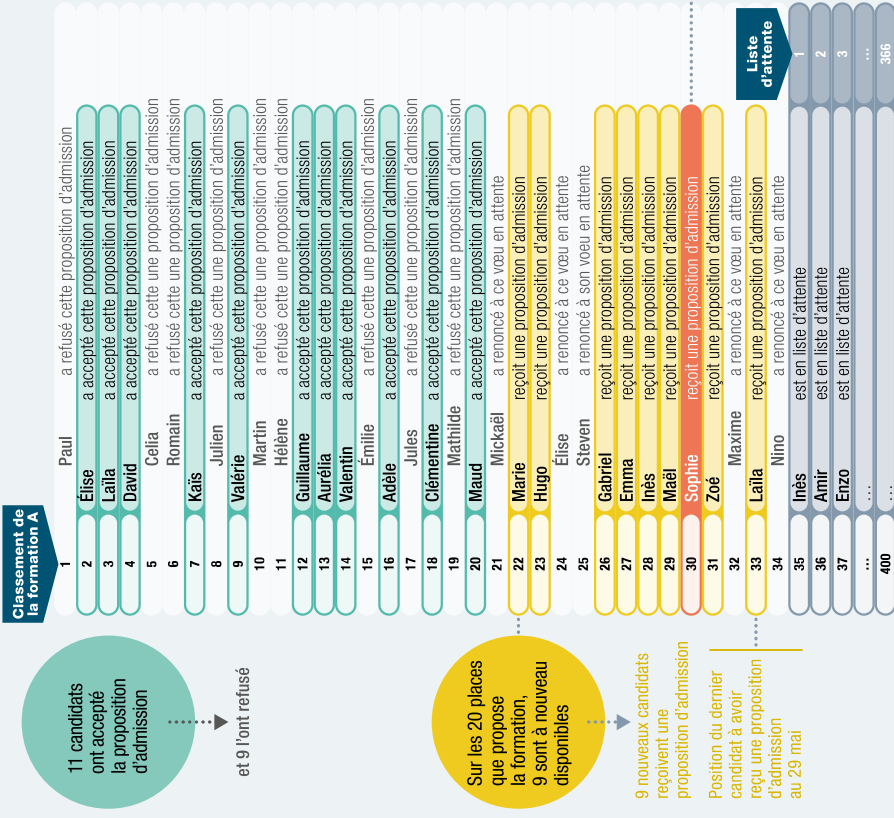 Classement de
la formation A
1 Paul a refusé cette proposition d'admission
2 Élise a accepté cette proposition d'admission
3 Laïla a accepté cette proposition d'admission
4 David a accepté cette proposition d'admission
5 Celia a refusé cette une proposition d'admission
6 Romain a refusé cette une proposition d'admission
7 Kaïs a accepté cette proposition d'admission
8 Julien a refusé cette une proposition d'admission
9 Valérie a accepté cette proposition d'admission
10 Martin a refusé cette une proposition d'admission
11 Hélène a refusé cette une proposition d'admission
12 Guillaume a accepté cette proposition d'admission
13 Aurélia a accepté cette proposition d'admission
14 Valentin a accepté cette proposition d'admission
15 Émilie a refusé cette une proposition d'admission
16 Adèle a accepté cette proposition d'admission
17 Jules a refusé cette une proposition d'admission
18 Clémentine a accepté cette proposition d'admission
19 Mathilde a refusé cette une proposition d'admission
20 Maud a accepté cette proposition d'admission
21 Mickaël a renoncé à ce vœu en attente
22 Marie reçoit une proposition d'admission
23 Hugo reçoit une proposition d'admission
24 Élise a renoncé à ce vœu en attente
25 Steven a renoncé à son voeu en attente
26 Gabriel reçoit une proposition d'admission
27 Emma reçoit une proposition d'admission
28 Inès reçoit une proposition d'admission
29 Maël reçoit une proposition d'admission
30 Sophie reçoit une proposition d'admission
31 Zoé reçoit une proposition d'admission
32 Maxime a renoncé à ce vœu en attente
33 Laïla reçoit une proposition d'admission
34 Nino a renoncé à ce vœu en attente
Liste
d'attente
35 Inès est en liste d'attente 1
36 Amir est en liste d'attente 2
37 Enzo est en liste d'attente 3
... ... ...
400 ... 366
11 candidats
ont accepté
la proposition
d'admission
et 9 l'ont refusé
Sur les 20 places
que propose
la formation,
9 sont à nouveau
disponibles
9 nouveaux candidats
reçoivent une
proposition d'admission
Position du dernier
candidat à avoir
reçu une proposition
d'admission
au 29 mai